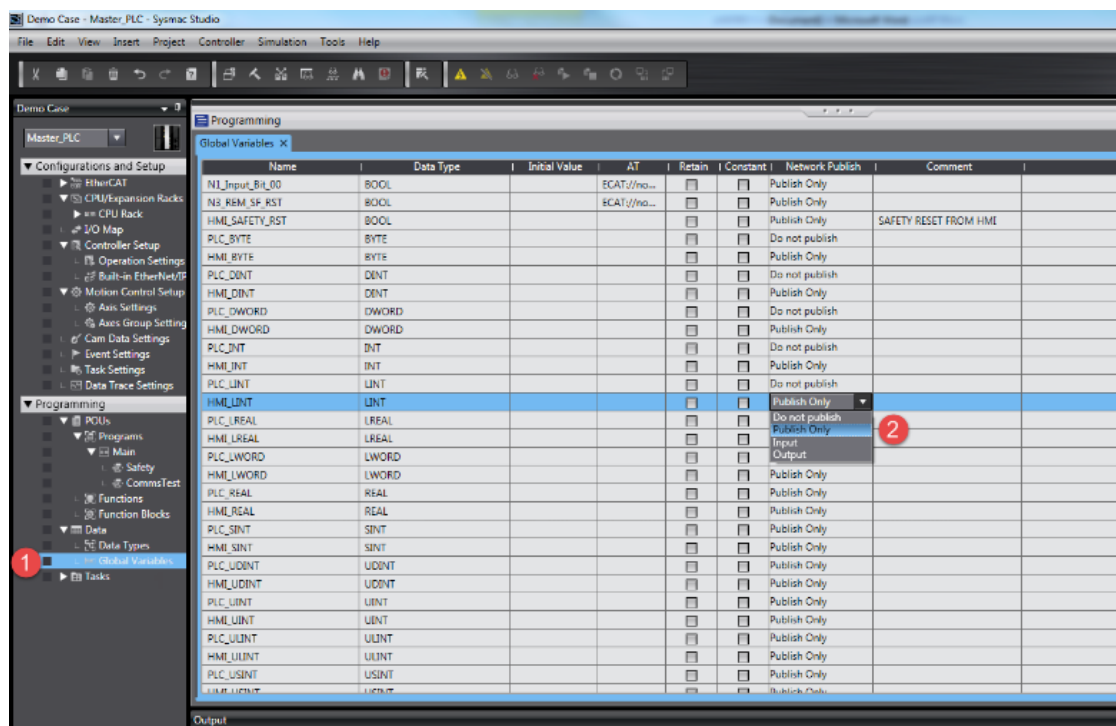 Demo Case - Master_PLC - Sysmac Studio
File Edit View Insert Project Controller Simulation Tools Help
Demo Case
Master_PLC
Configurations and Setup
EtherCAT
CPU/Expansion Racks
CPU Rack
I/O Map
Controller Setup
Operation Settings
Built-in EtherNet/IP
Motion Control Setup
Axis Settings
Axes Group Setting
Cam Data Settings
Event Settings
Task Settings
Data Trace Settings
Programming
POUs
Programs
Main
Safety
CommsTest
Functions
Function Blocks
Data
Data Types
1
Global Variables
Tasks
Programming
Global Variables X
Name Data Type Initial Value AT Retain Constant Network Publish Comment
N1_Input_Bit_00 BOOL ECAT://no... Publish Only
N3_REM_SF_RST BOOL ECAT://no... Publish Only
HMI_SAFETY_RST BOOL Publish Only SAFETY RESET FROM HMI
PLC_BYTE BYTE Do not publish
HMI_BYTE BYTE Publish Only
PLC_DINT DINT Do not publish
HMI_DINT DINT Publish Only
PLC_DWORD DWORD Do not publish
HMI_DWORD DWORD Publish Only
PLC_INT INT Do not publish
HMI_INT INT Publish Only
PLC_LINT LINT Do not publish
HMI_LINT LINT Publish Only
PLC_LREAL LREAL Do not publish
HMI_LREAL LREAL Publish Only 2
PLC_LWORD LWORD Input
Output
HMI_LWORD LWORD Publish Only
PLC_REAL REAL Publish Only
HMI_REAL REAL Publish Only
PLC_SINT SINT Publish Only
HMI_SINT SINT Publish Only
PLC_UDINT UDINT Publish Only
HMI_UDINT UDINT Publish Only
PLC_UINT UINT Publish Only
HMI_UINT UINT Publish Only
PLC_ULINT ULINT Publish Only
HMI_ULINT ULINT Publish Only
PLC_USINT USINT Publish Only
HMI_USINT USINT Publish Only
Output